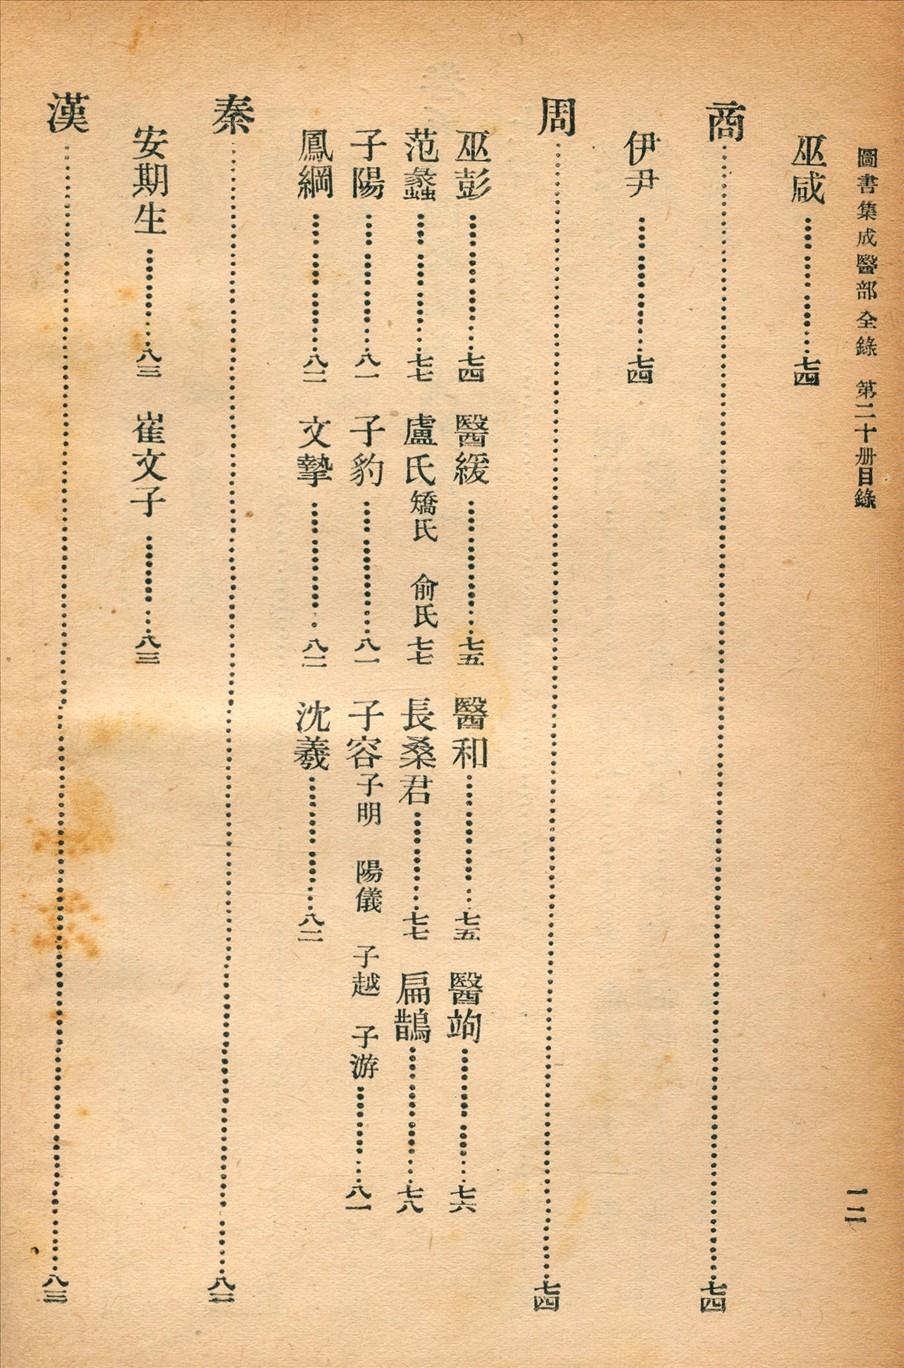 圖書集成醫部全錄 第二十册目錄 一二
巫咸………七四
商………七四
伊尹………七四
周………七四
巫彭………七四 醫緩………七五 醫和………七五 醫竘………七六
范蠡………七七 盧氏 矯氏 俞氏 七七 長桑君………七七 扁鵲………七八
子陽………八一 子豹………八一 子容 子明 陽儀 子越 子游………八一
鳳綱………八二 文摯………八二 沈羲………八二
秦………八二
安期生………八三 崔文子………八三
漢………八三